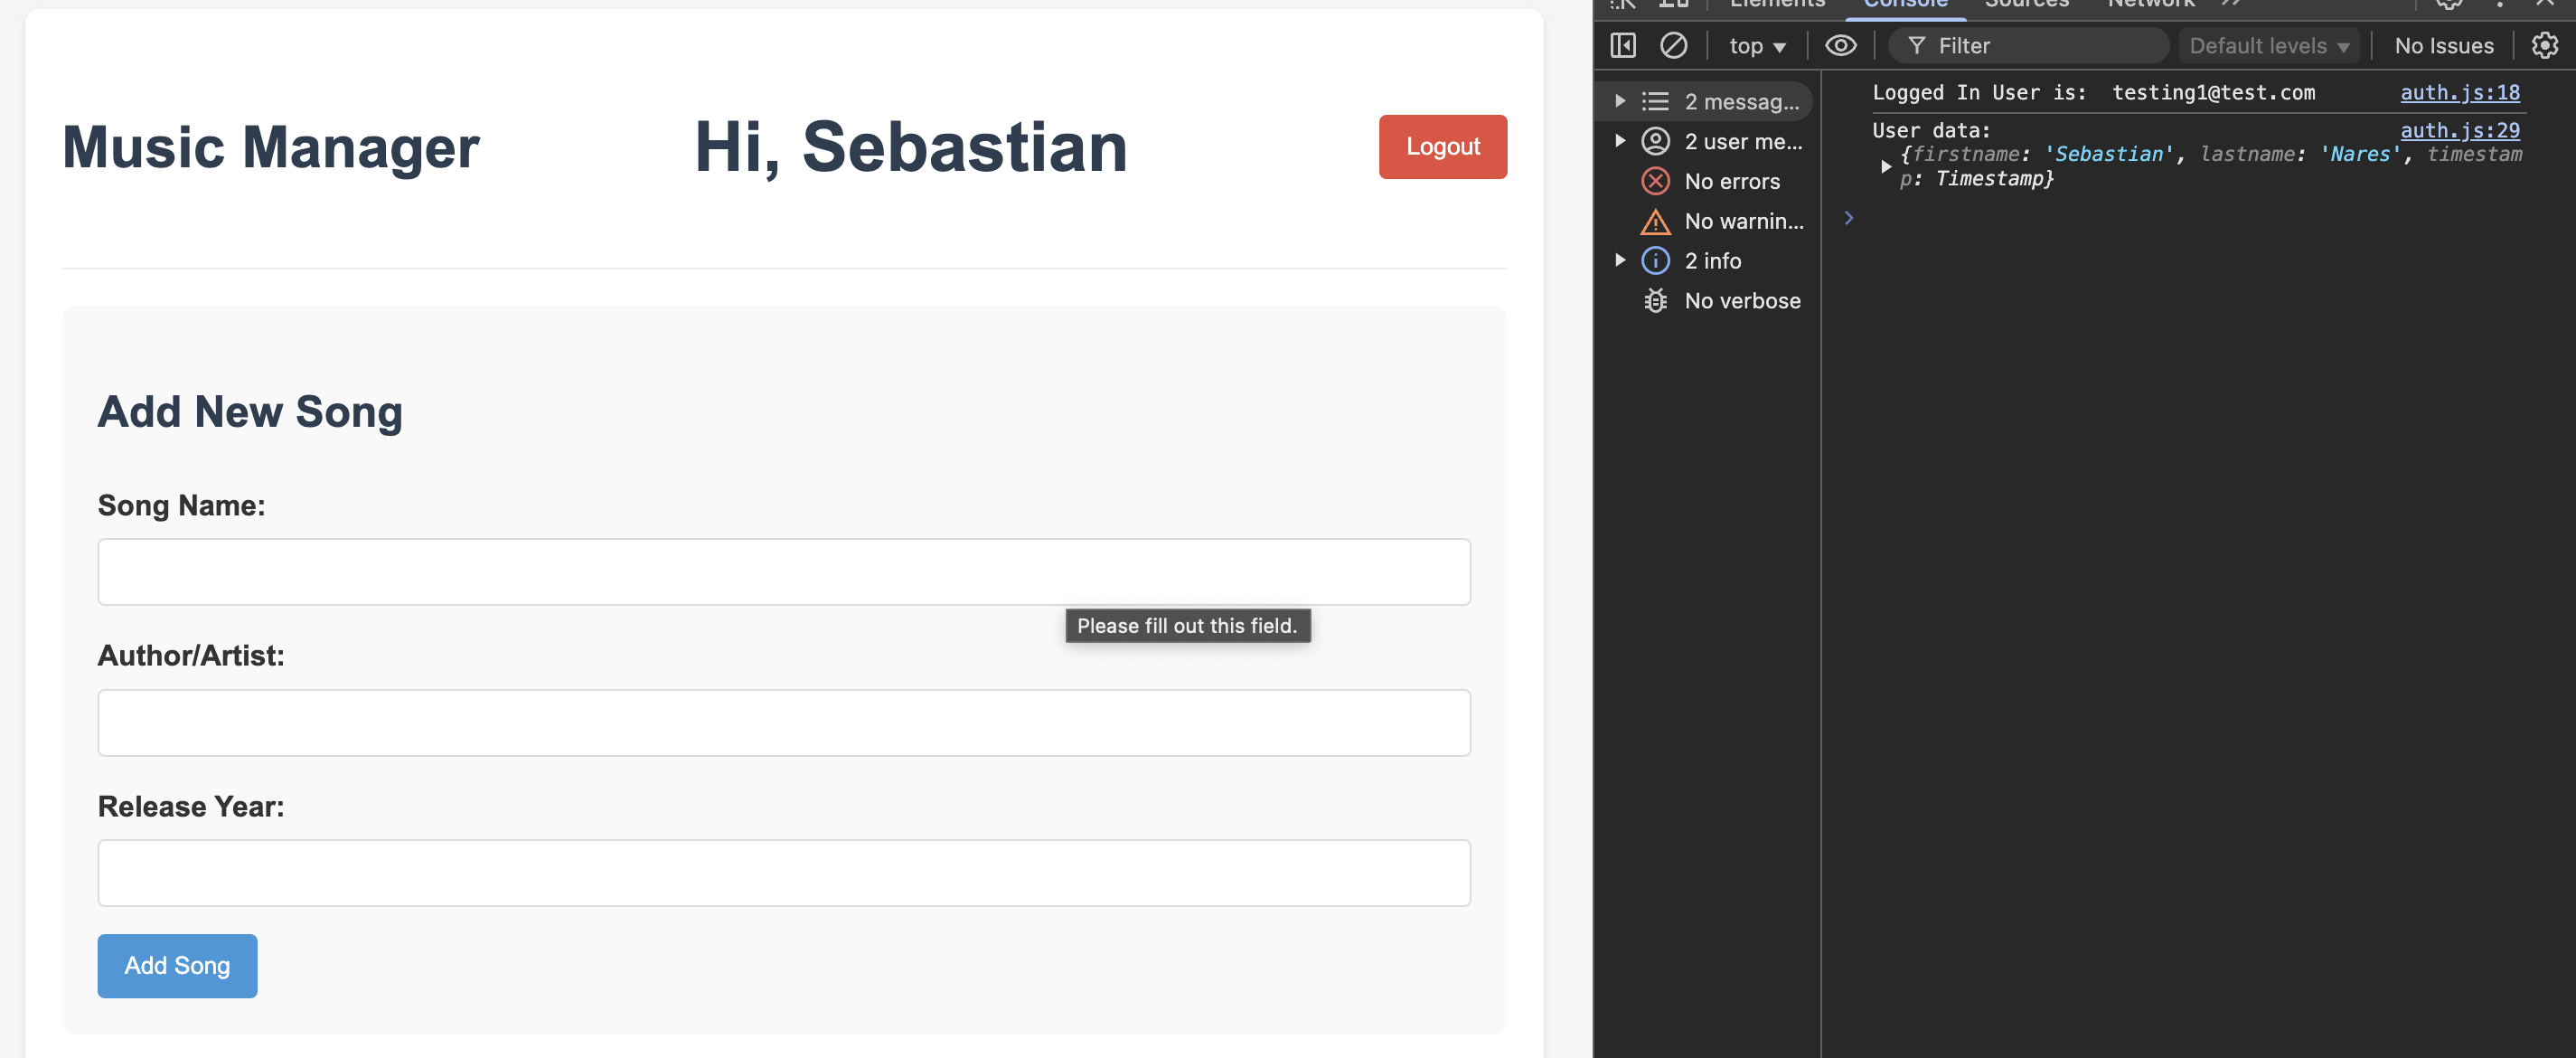 Music Manager
Hi, Sebastian
Logout
Add New Song
Song Name:
Please fill out this field.
Author/Artist:
Release Year:
Add Song
Elements
Console
Sources
Network
top
Filter
Default levels
No Issues
2 messag...
2 user me...
No errors
No warnin...
2 info
No verbose
Logged In User is:  testing1@test.com
auth.js:18
User data:
auth.js:29
{firstname: 'Sebastian', lastname: 'Nares', timestam
p: Timestamp}